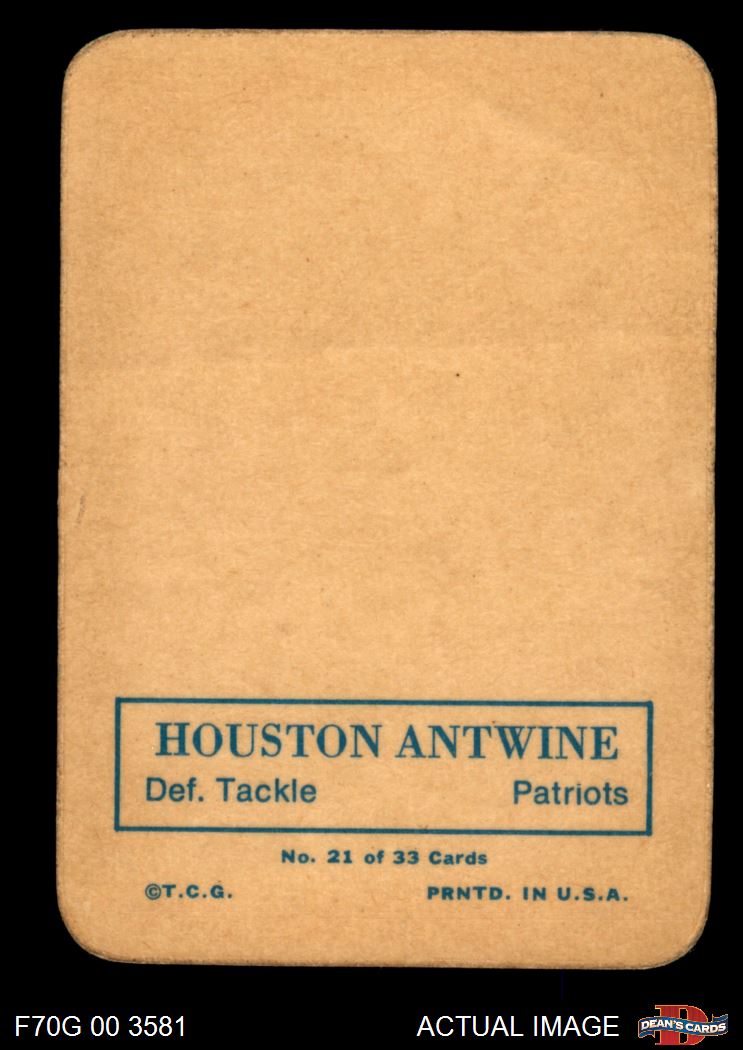 HOUSTON ANTWINE
Def. Tackle Patriots
No. 21 of 33 Cards
©T.C.G. PRNTD. IN U.S.A.
F70G 00 3581 ACTUAL IMAGE DEAN'S CARDS